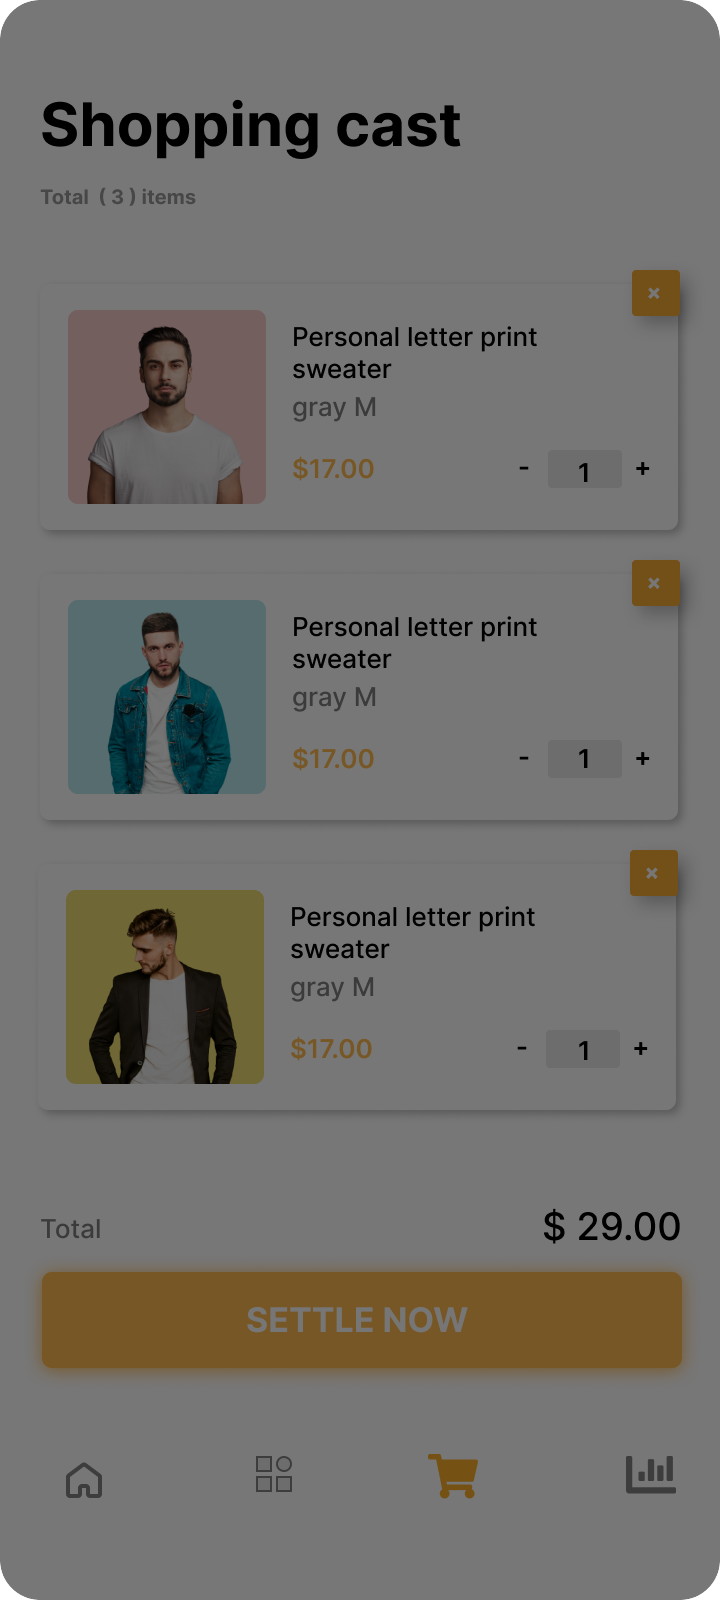 Shopping cast
Total ( 3 ) items
×
Personal letter print
sweater
gray M
$17.00
- 1 +
×
Personal letter print
sweater
gray M
$17.00
- 1 +
×
Personal letter print
sweater
gray M
$17.00
- 1 +
Total
$ 29.00
SETTLE NOW